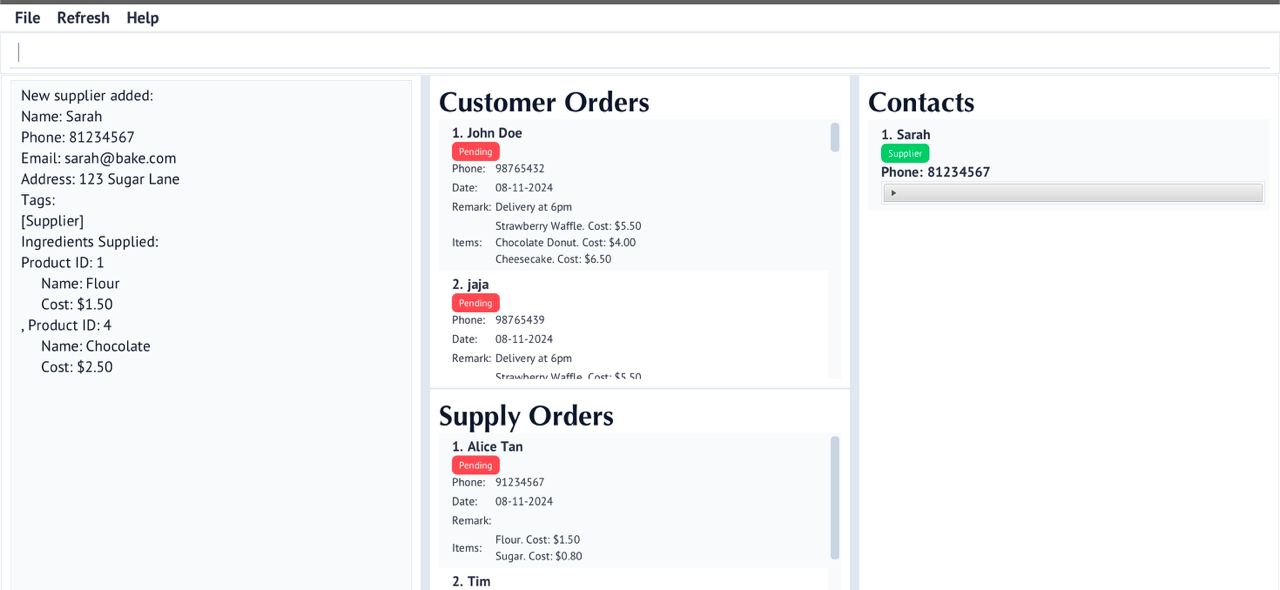 File Refresh Help
New supplier added:
Name: Sarah
Phone: 81234567
Email: sarah@bake.com
Address: 123 Sugar Lane
Tags:
[Supplier]
Ingredients Supplied:
Product ID: 1
Name: Flour
Cost: $1.50
, Product ID: 4
Name: Chocolate
Cost: $2.50
Customer Orders
1. John Doe
Pending
Phone: 98765432
Date: 08-11-2024
Remark: Delivery at 6pm
Strawberry Waffle. Cost: $5.50
Items: Chocolate Donut. Cost: $4.00
Cheesecake. Cost: $6.50
2. jaja
Pending
Phone: 98765439
Date: 08-11-2024
Remark: Delivery at 6pm
Strawberry Waffle. Cost: $5.50
Supply Orders
1. Alice Tan
Pending
Phone: 91234567
Date: 08-11-2024
Remark:
Items: Flour. Cost: $1.50
Sugar. Cost: $0.80
2. Tim
Contacts
1. Sarah
Supplier
Phone: 81234567